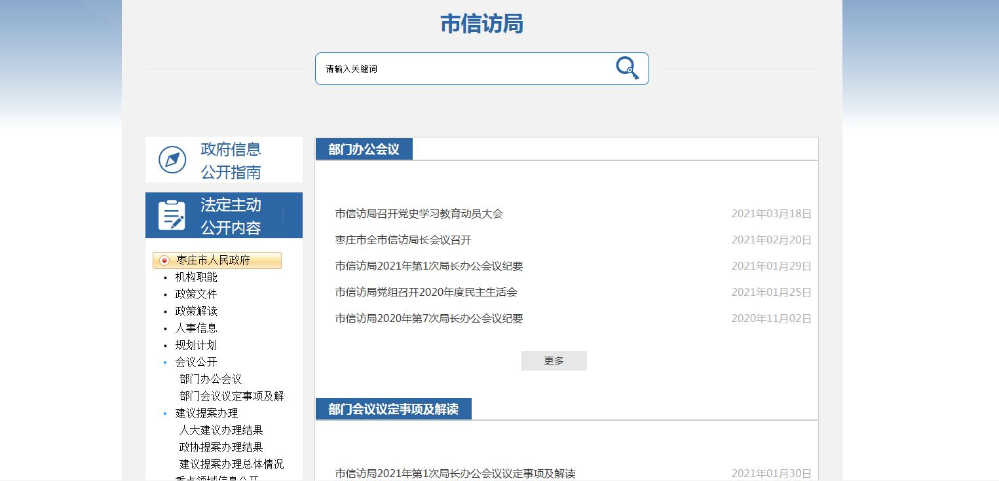 市信访局
请输入关键词
政府信息
公开指南
法定主动
公开内容
枣庄市人民政府
机构职能
政策文件
政策解读
人事信息
规划计划
会议公开
部门办公会议
部门会议议定事项及解
建议提案办理
人大建议办理结果
政协提案办理结果
建议提案办理总体情况
重点领域信息公开
部门办公会议
市信访局召开党史学习教育动员大会 2021年03月18日
枣庄市全市信访局长会议召开 2021年02月20日
市信访局2021年第1次局长办公会议纪要 2021年01月29日
市信访局党组召开2020年度民主生活会 2021年01月25日
市信访局2020年第7次局长办公会议纪要 2020年11月02日
更多
部门会议议定事项及解读
市信访局2021年第1次局长办公会议议定事项及解读 2021年01月30日